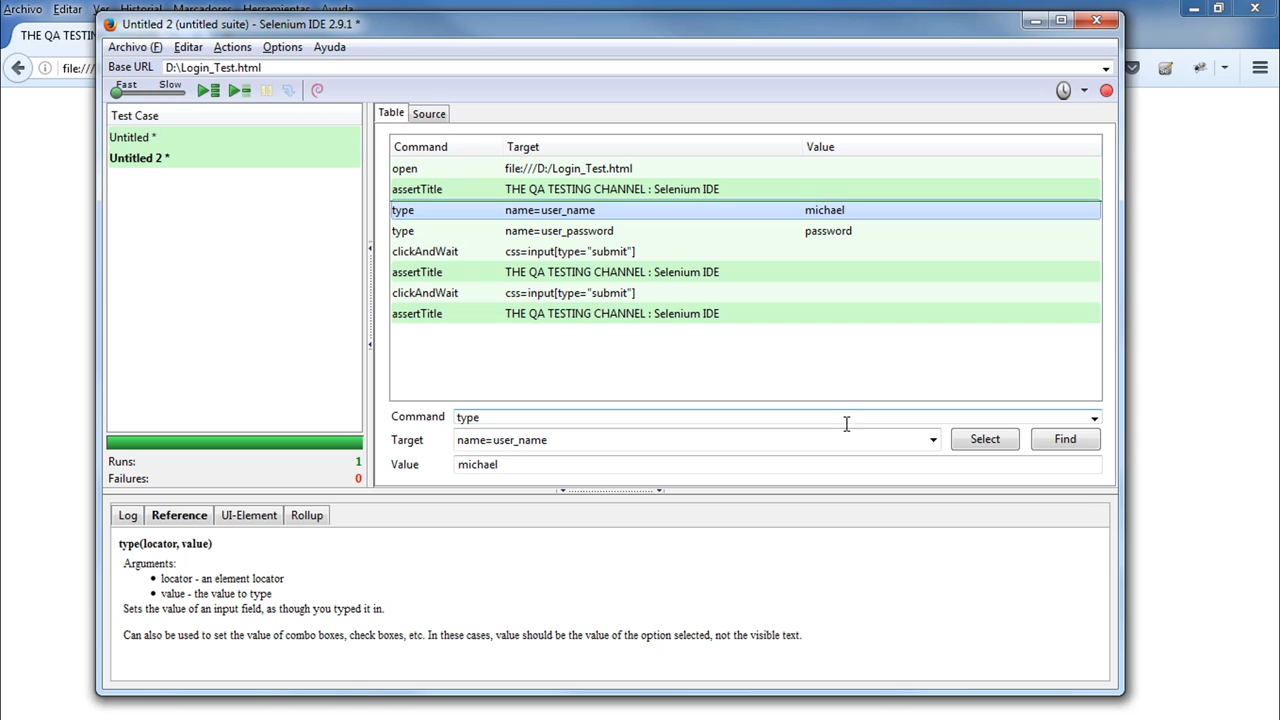 Archivo Editar Ver Historial Marcadores Herramientas Ayuda
Untitled 2 (untitled suite) - Selenium IDE 2.9.1 *
THE QA TESTIN
file:///
Archivo (F) Editar Actions Options Ayuda
Base URL D:\Login_Test.html
Fast Slow
Test Case
Untitled *
Untitled 2 *
Runs: 1
Failures: 0
Table Source
Command Target Value
open file:///D:/Login_Test.html
assertTitle THE QA TESTING CHANNEL : Selenium IDE
type name=user_name michael
type name=user_password password
clickAndWait css=input[type="submit"]
assertTitle THE QA TESTING CHANNEL : Selenium IDE
clickAndWait css=input[type="submit"]
assertTitle THE QA TESTING CHANNEL : Selenium IDE
Command type
Target name=user_name Select Find
Value michael
Log Reference UI-Element Rollup
type(locator, value)
Arguments:
• locator - an element locator
• value - the value to type
Sets the value of an input field, as though you typed it in.
Can also be used to set the value of combo boxes, check boxes, etc. In these cases, value should be the value of the option selected, not the visible text.